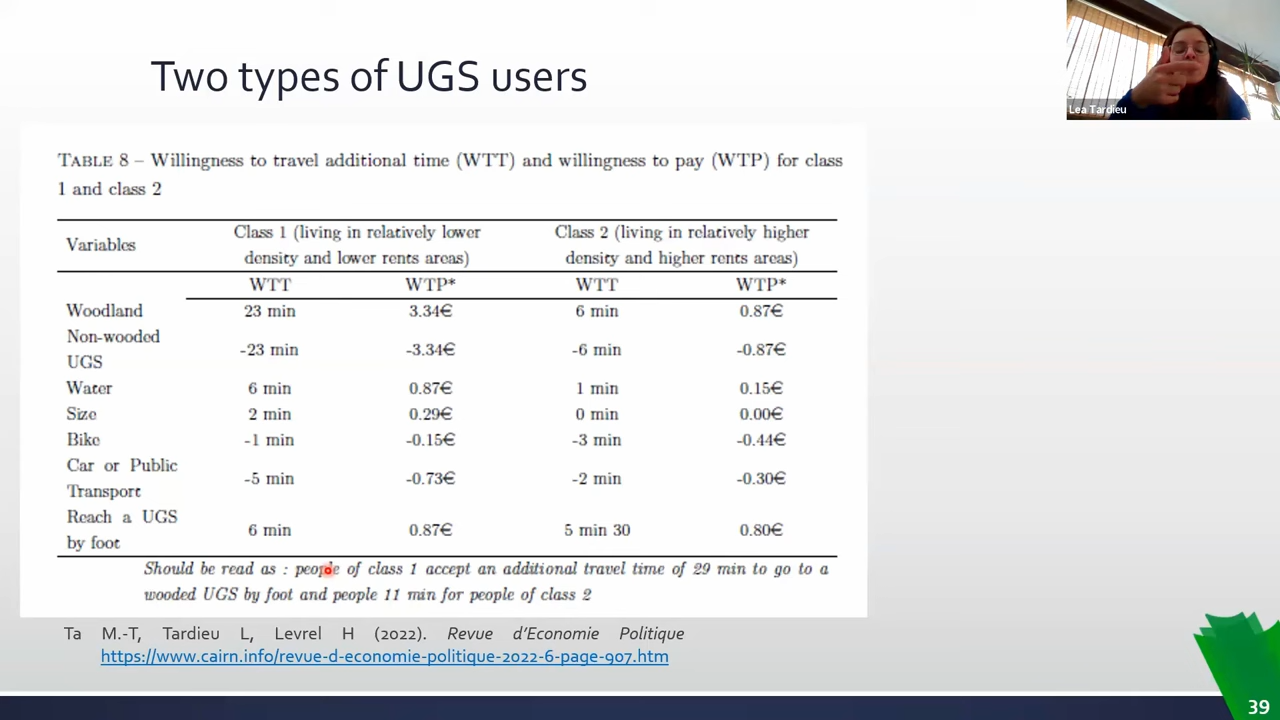 Two types of UGS users
Lea Tardieu
TABLE 8 – Willingness to travel additional time (WTT) and willingness to pay (WTP) for class
1 and class 2
Variables
Class 1 (living in relatively lower
density and lower rents areas)
Class 2 (living in relatively higher
density and higher rents areas)
WTT WTP* WTT WTP*
Woodland 23 min 3.34€ 6 min 0.87€
Non-wooded
UGS -23 min -3.34€ -6 min -0.87€
Water 6 min 0.87€ 1 min 0.15€
Size 2 min 0.29€ 0 min 0.00€
Bike -1 min -0.15€ -3 min -0.44€
Car or Public
Transport -5 min -0.73€ -2 min -0.30€
Reach a UGS
by foot 6 min 0.87€ 5 min 30 0.80€
Should be read as : people of class 1 accept an additional travel time of 29 min to go to a
wooded UGS by foot and people 11 min for people of class 2
Ta M.-T, Tardieu L, Levrel H (2022). Revue d'Economie Politique
https://www.cairn.info/revue-d-economie-politique-2022-6-page-907.htm
39